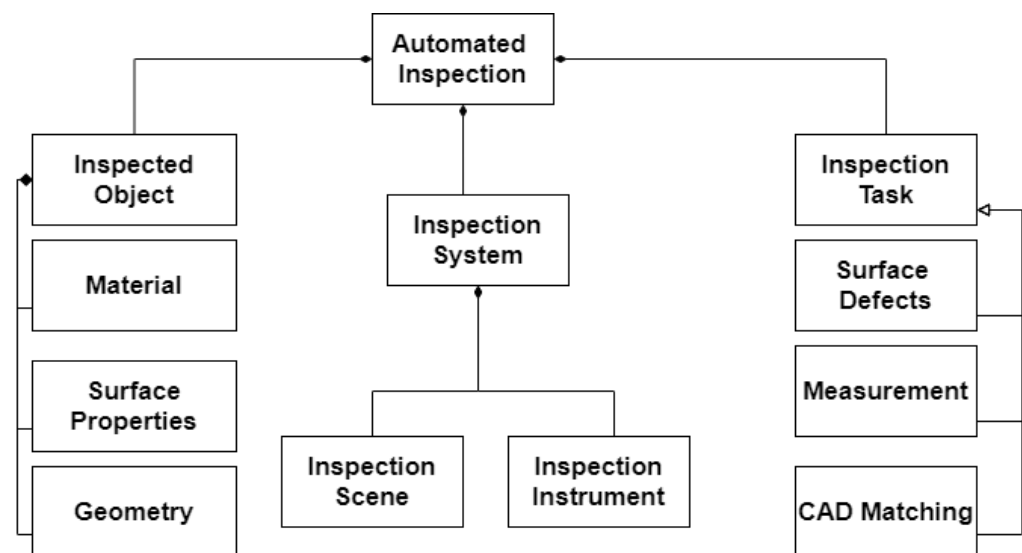 Automated
Inspection
Inspected
Object
Inspection
Task
Inspection
System
Material
Surface
Defects
Surface
Properties
Measurement
Inspection
Scene
Inspection
Instrument
Geometry
CAD Matching